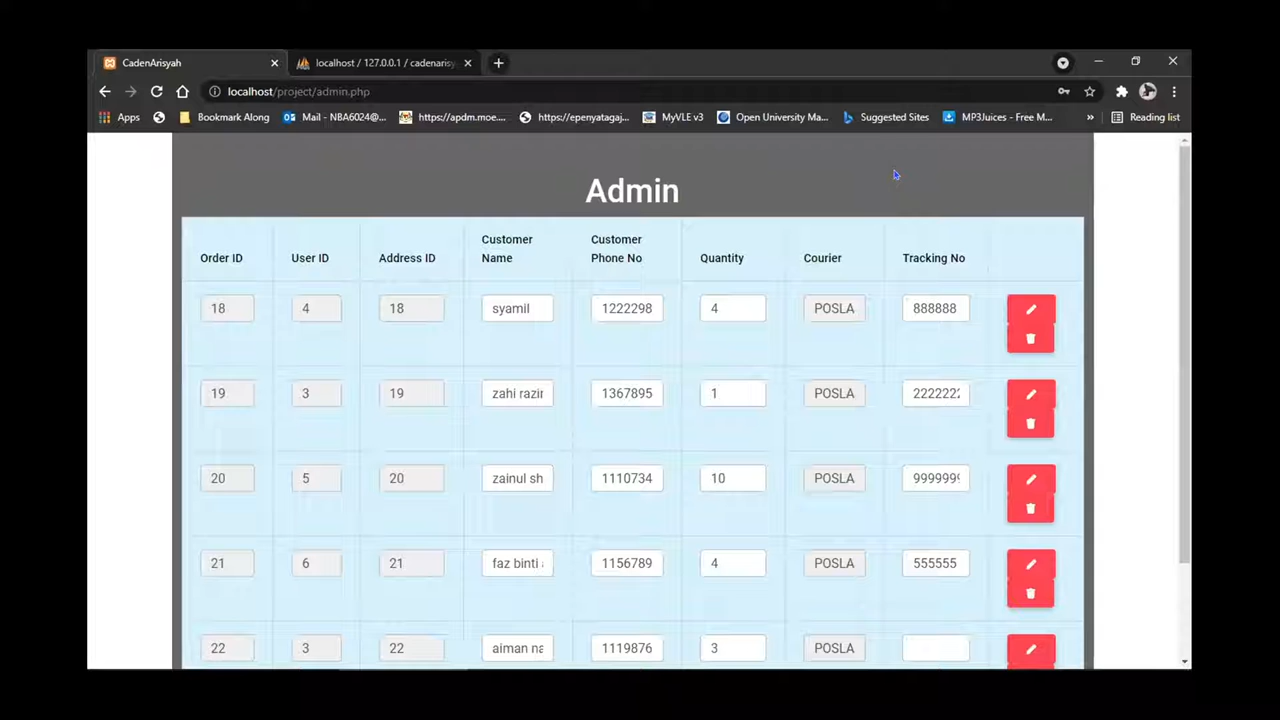 CadenArisyah
localhost / 127.0.0.1 / cadenarisy
localhost/project/admin.php
Apps
Bookmark Along
Mail - NBA6024@...
https://apdm.moe....
https://epenyatagaj...
MyVLE v3
Open University Ma...
Suggested Sites
MP3Juices - Free M...
»
Reading list
Admin
Order ID
User ID
Address ID
Customer
Name
Customer
Phone No
Quantity
Courier
Tracking No
18 4 18 syamil 1222298 4 POSLA 888888
19 3 19 zahi razir 1367895 1 POSLA 222222
20 5 20 zainul sh 1110734 10 POSLA 999999
21 6 21 faz binti 1156789 4 POSLA 555555
22 3 22 aiman na 1119876 3 POSLA